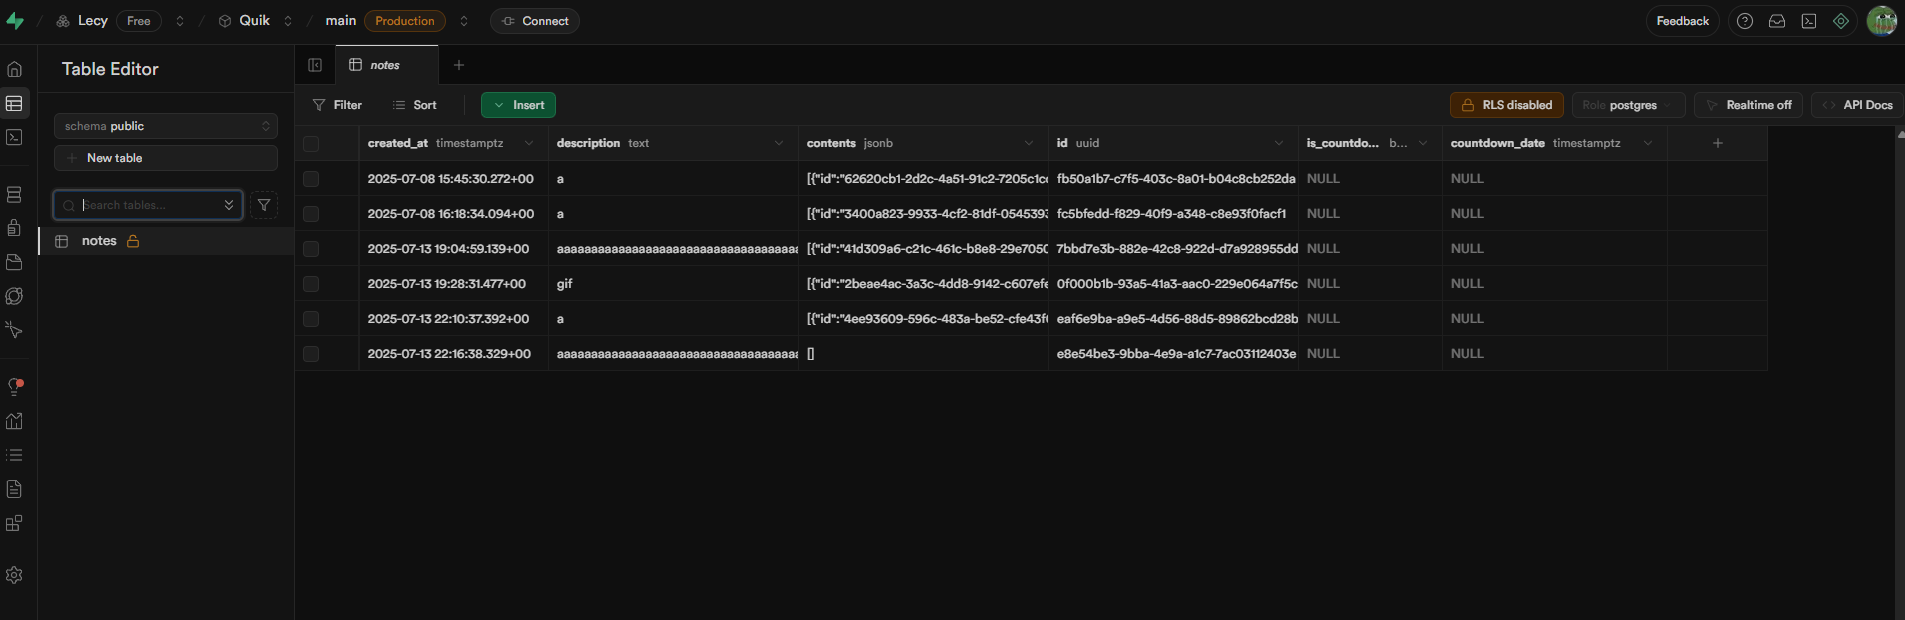 Lecy Free Quik main Production Connect Feedback
Table Editor
notes
Filter Sort Insert RLS disabled Role postgres Realtime off API Docs
schema public
New table
Search tables...
notes
created_at timestamptz description text contents jsonb id uuid is_countdo... b... countdown_date timestamptz
2025-07-08 15:45:30.272+00 a [{"id":"62620cb1-2d2c-4a51-91c2-7205c1cc fb50a1b7-c7f5-403c-8a01-b04c8cb252da NULL NULL
2025-07-08 16:18:34.094+00 a [{"id":"3400a823-9933-4cf2-81df-0545393 fc5bfedd-f829-40f9-a348-c8e93f0facf1 NULL NULL
2025-07-13 19:04:59.139+00 aaaaaaaaaaaaaaaaaaaaaaaaaaaaaaaaaaa [{"id":"41d309a6-c21c-461c-b8e8-29e7050 7bbd7e3b-882e-42c8-922d-d7a928955dd NULL NULL
2025-07-13 19:28:31.477+00 gif [{"id":"2beae4ac-3a3c-4dd8-9142-c607efe 0f000b1b-93a5-41a3-aac0-229e064a7f5c NULL NULL
2025-07-13 22:10:37.392+00 a [{"id":"4ee93609-596c-483a-be52-cfe43f eaf6e9ba-a9e5-4d56-88d5-89862bcd28b NULL NULL
2025-07-13 22:16:38.329+00 aaaaaaaaaaaaaaaaaaaaaaaaaaaaaaaaaaa [] e8e54be3-9bba-4e9a-a1c7-7ac03112403e NULL NULL